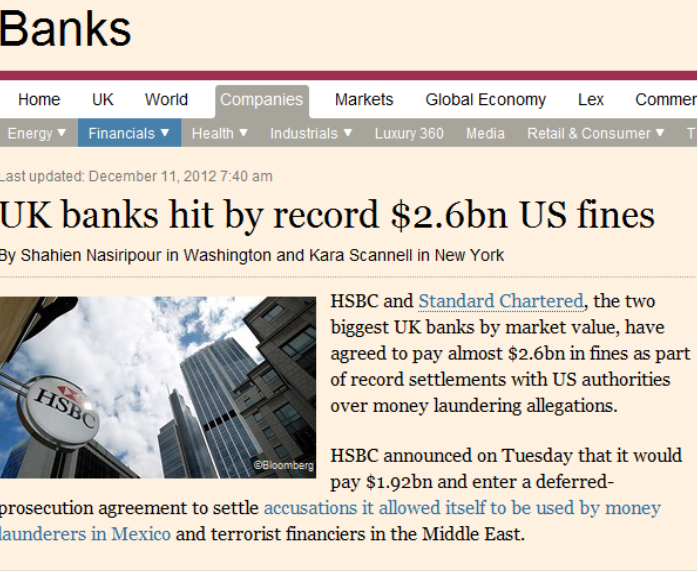 Banks
Home UK World Companies Markets Global Economy Lex
Energy ▼ Financials ▼ Health ▼ Industrials ▼ Luxury 360 Media Retail & Consumer ▼
Last updated: December 11, 2012 7:40 am
UK banks hit by record $2.6bn US fines
By Shahien Nasiripour in Washington and Kara Scannell in New York
HSBC
©Bloomberg
HSBC and Standard Chartered, the two
biggest UK banks by market value, have
agreed to pay almost $2.6bn in fines as part
of record settlements with US authorities
over money laundering allegations.
HSBC announced on Tuesday that it would
pay $1.92bn and enter a deferred-
prosecution agreement to settle accusations it allowed itself to be used by money
launderers in Mexico and terrorist financiers in the Middle East.